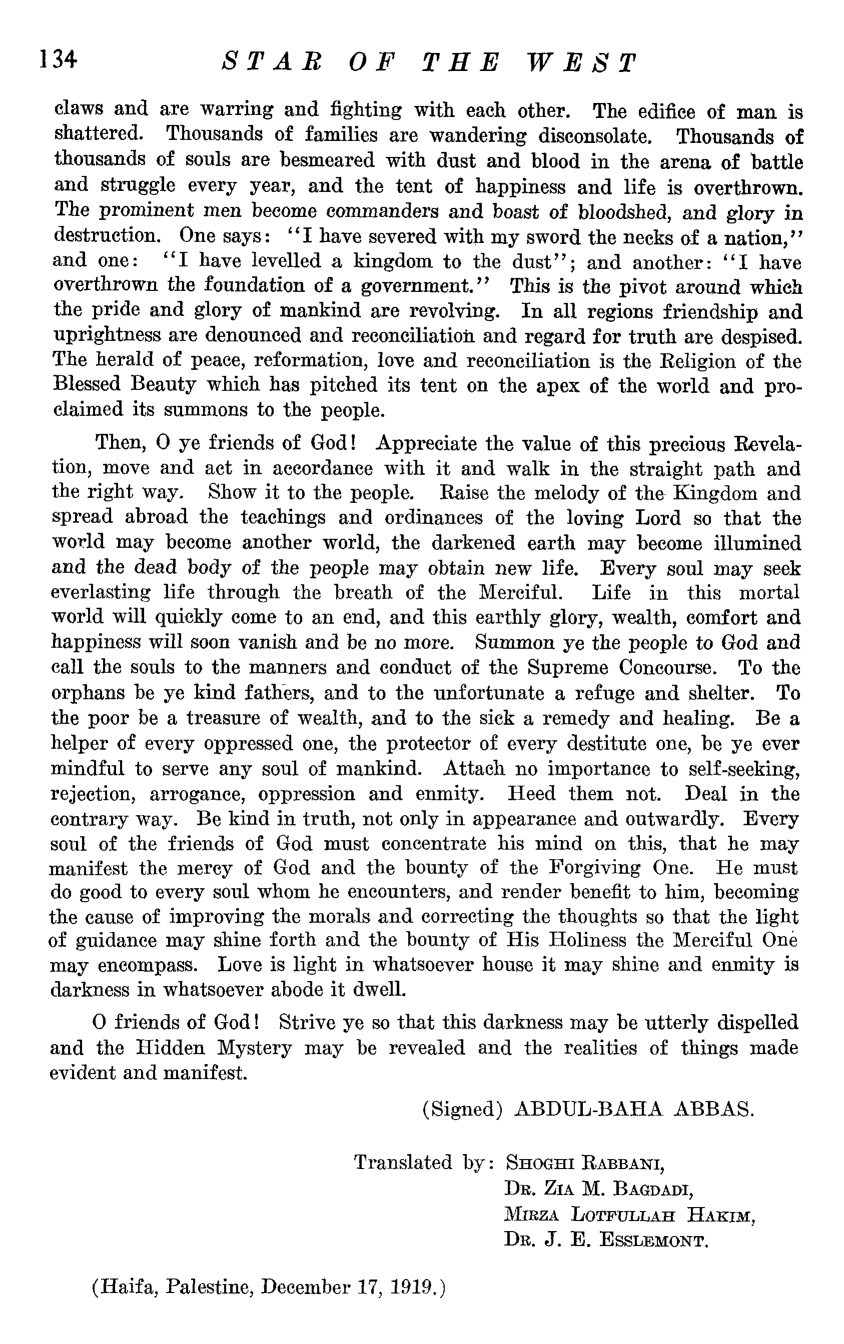 134 STAR OF THE WEST
claws and are warring and fighting with each other. The edifice of man is
shattered. Thousands of families are wandering disconsolate. Thousands of
thousands of souls are besmeared with dust and blood in the arena of battle
and struggle every year, and the tent of happiness and life is overthrown.
The prominent men become commanders and boast of bloodshed, and glory in
destruction. One says: "I have severed with my sword the necks of a nation,"
and one: "I have levelled a kingdom to the dust"; and another: "I have
overthrown the foundation of a government." This is the pivot around which
the pride and glory of mankind are revolving. In all regions friendship and
uprightness are denounced and reconciliation and regard for truth are despised.
The herald of peace, reformation, love and reconciliation is the Religion of the
Blessed Beauty which has pitched its tent on the apex of the world and pro-
claimed its summons to the people.
Then, O ye friends of God! Appreciate the value of this precious Revela-
tion, move and act in accordance with it and walk in the straight path and
the right way. Show it to the people. Raise the melody of the Kingdom and
spread abroad the teachings and ordinances of the loving Lord so that the
world may become another world, the darkened earth may become illumined
and the dead body of the people may obtain new life. Every soul may seek
everlasting life through the breath of the Merciful. Life in this mortal
world will quickly come to an end, and this earthly glory, wealth, comfort and
happiness will soon vanish and be no more. Summon ye the people to God and
call the souls to the manners and conduct of the Supreme Concourse. To the
orphans be ye kind fathers, and to the unfortunate a refuge and shelter. To
the poor be a treasure of wealth, and to the sick a remedy and healing. Be a
helper of every oppressed one, the protector of every destitute one, be ye ever
mindful to serve any soul of mankind. Attach no importance to self-seeking,
rejection, arrogance, oppression and enmity. Heed them not. Deal in the
contrary way. Be kind in truth, not only in appearance and outwardly. Every
soul of the friends of God must concentrate his mind on this, that he may
manifest the mercy of God and the bounty of the Forgiving One. He must
do good to every soul whom he encounters, and render benefit to him, becoming
the cause of improving the morals and correcting the thoughts so that the light
of guidance may shine forth and the bounty of His Holiness the Merciful One
may encompass. Love is light in whatsoever house it may shine and enmity is
darkness in whatsoever abode it dwell.
O friends of God! Strive ye so that this darkness may be utterly dispelled
and the Hidden Mystery may be revealed and the realities of things made
evident and manifest.
(Signed) ABDUL-BAHA ABBAS.
Translated by: SHOGHI RABBANI,
DR. ZIA M. BAGDADI,
MIRZA LOTFULLAH HAKIM,
DR. J. E. ESSLEMONT.
(Haifa, Palestine, December 17, 1919.)